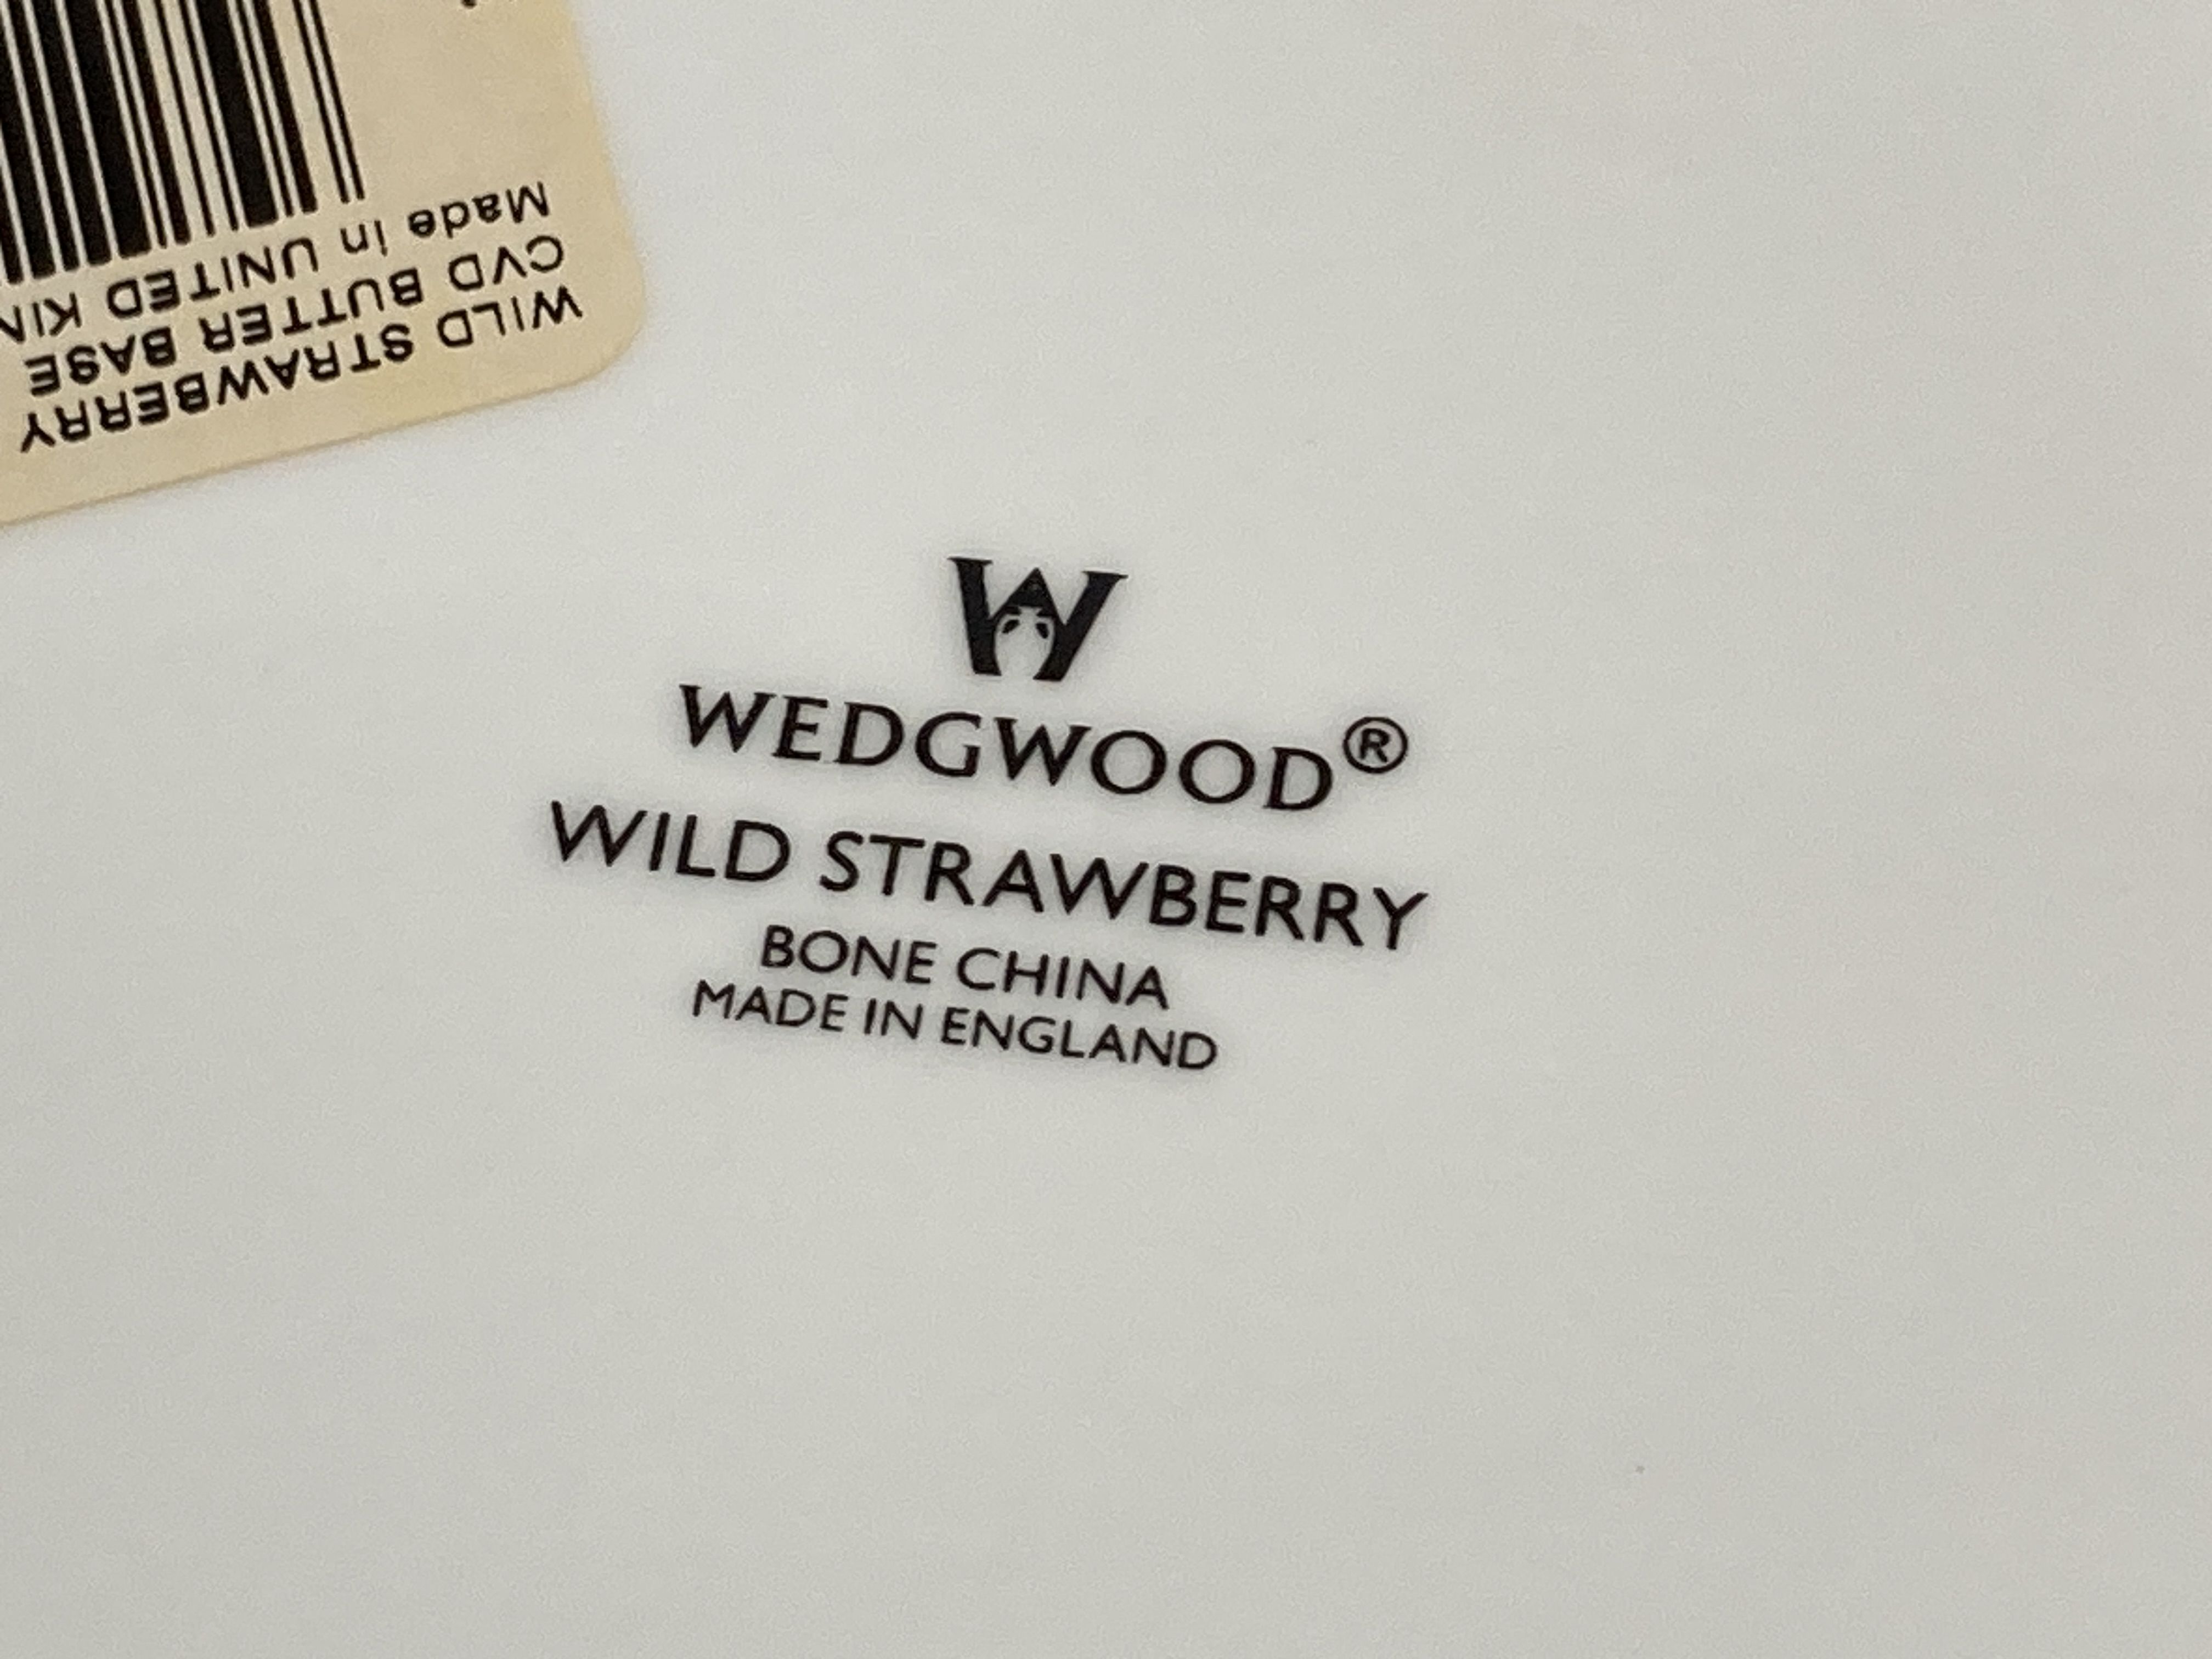 WILD STRAWBERRY
CVD BUTTER BASE
Made in UNITED
W
WEDGWOOD®
WILD STRAWBERRY
BONE CHINA
MADE IN ENGLAND